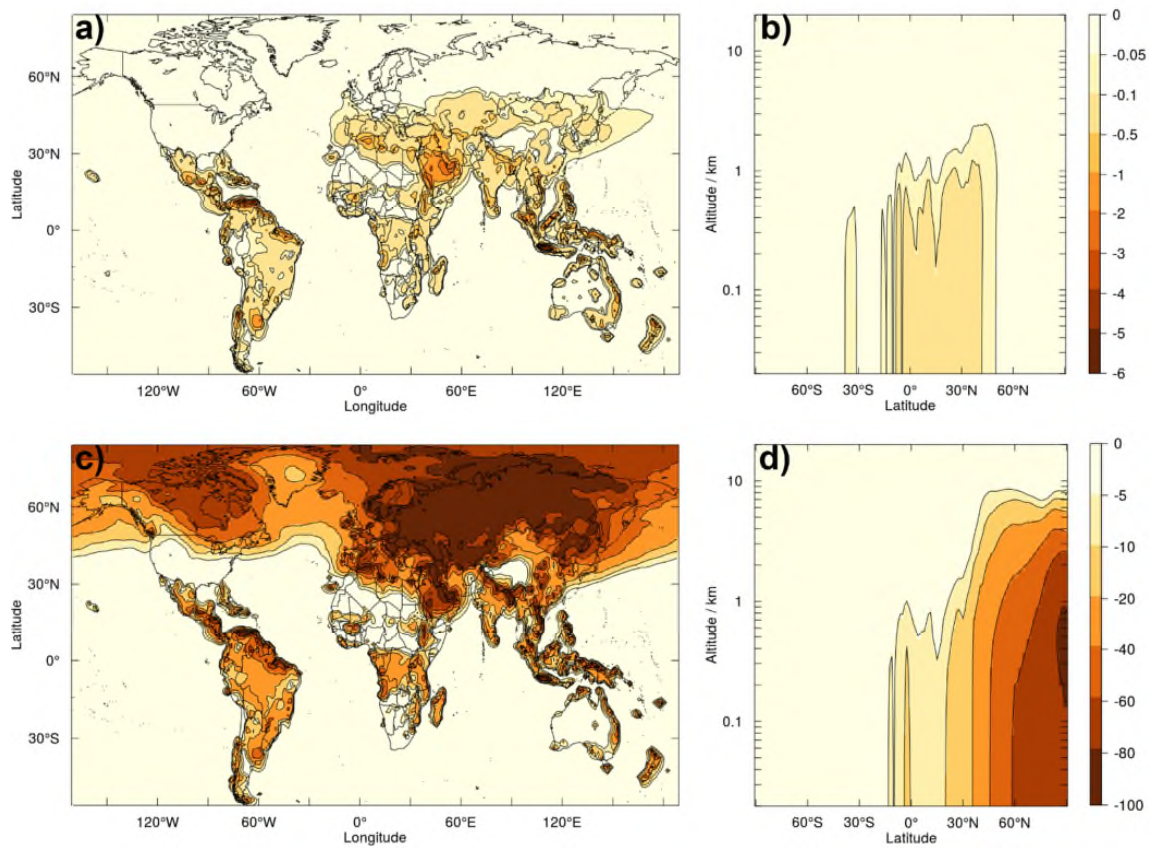 a)
60°N
30°N
0°
30°S
Latitude
120°W
60°W
0°
60°E
120°E
Longitude
b)
10
1
0.1
Altitude / km
60°S
30°S
0°
30°N
60°N
Latitude
0
-0.05
-0.1
-0.5
-1
-2
-3
-4
-5
-6
c)
60°N
30°N
0°
30°S
Latitude
120°W
60°W
0°
60°E
120°E
Longitude
d)
10
1
0.1
Altitude / km
60°S
30°S
0°
30°N
60°N
Latitude
0
-5
-10
-20
-40
-60
-80
-100